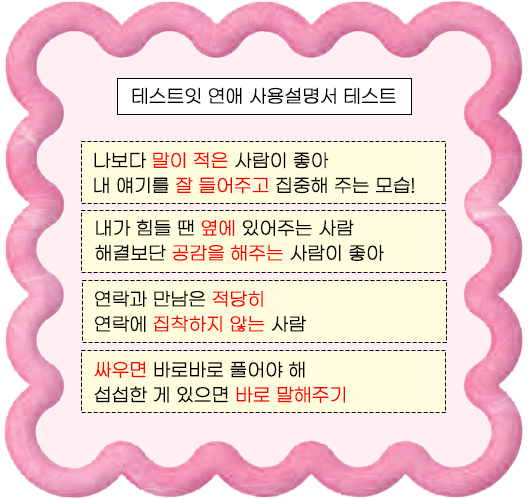 테스트잇 연애 사용설명서 테스트
나보다 말이 적은 사람이 좋아
내 얘기를 잘 들어주고 집중해 주는 모습!
내가 힘들 땐 옆에 있어주는 사람
해결보단 공감을 해주는 사람이 좋아
연락과 만남은 적당히
연락에 집착하지 않는 사람
싸우면 바로바로 풀어야 해
섭섭한 게 있으면 바로 말해주기